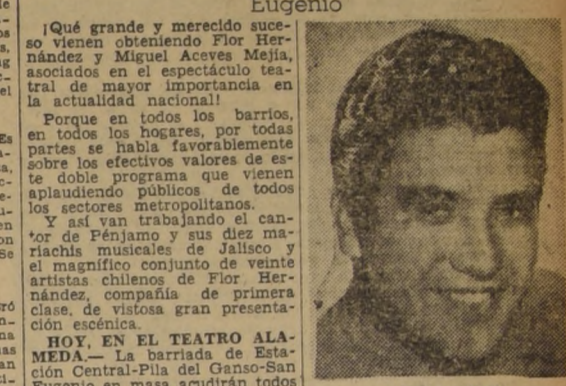 Eugenio
¡Qué grande y merecido suce-
so vienen obteniendo Flor Her-
nández y Miguel Aceves Mejía,
asociados en el espectáculo tea-
tral de mayor importancia en
la actualidad nacional!
Porque en todos los barrios,
en todos los hogares, por todas
partes se habla favorablemente
sobre los efectivos valores de es-
te doble programa que vienen
aplaudiendo públicos de todos
los sectores metropolitanos.
Y así van trabajando el can-
tor de Pénjamo y sus diez ma-
riachis musicales de Jalisco y
el magnífico conjunto de veinte
artistas chilenos de Flor Her-
nández, compañía de primera
clase, de vistosa gran presenta-
ción escénica.
HOY, EN EL TEATRO ALA-
MEDA.— La barriada de Esta-
ción Central-Pila del Ganso-San
Eugenio en masa acudirán todos